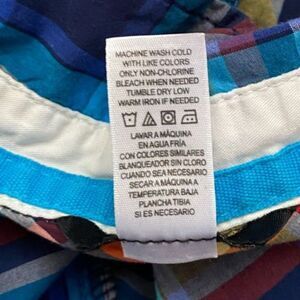 MACHINE WASH COLD
WITH LIKE COLORS
ONLY NON-CHLORINE
BLEACH WHEN NEEDED
TUMBLE DRY LOW
WARM IRON IF NEEDED
LAVAR A MÁQUINA
EN AGUA FRÍA
CON COLORES SIMILARES
BLANQUEADOR SIN CLORO
CUANDO SEA NECESARIO
SECAR A MÁQUINA A
TEMPERATURA BAJA
PLANCHA TIBIA
SI ES NECESARIO